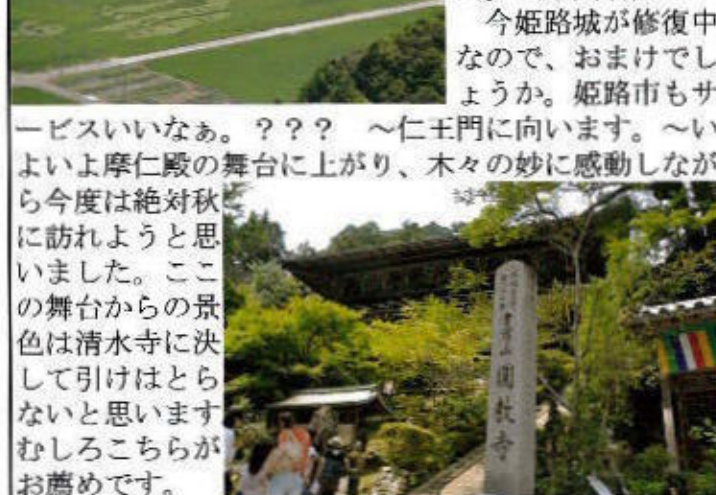 今姫路城が修復中
なので、おまけでし
ょうか。姫路市もサ
ービスいいなぁ。？？？　～仁王門に向います。～い
よいよ摩仁殿の舞台に上がり、木々の妙に感動しなが
ら今度は絶対秋
に訪れようと思
いました。ここ
の舞台からの景
色は清水寺に決
して引けはとら
ないと思います
むしろこちらが
お薦めです。
圓教寺